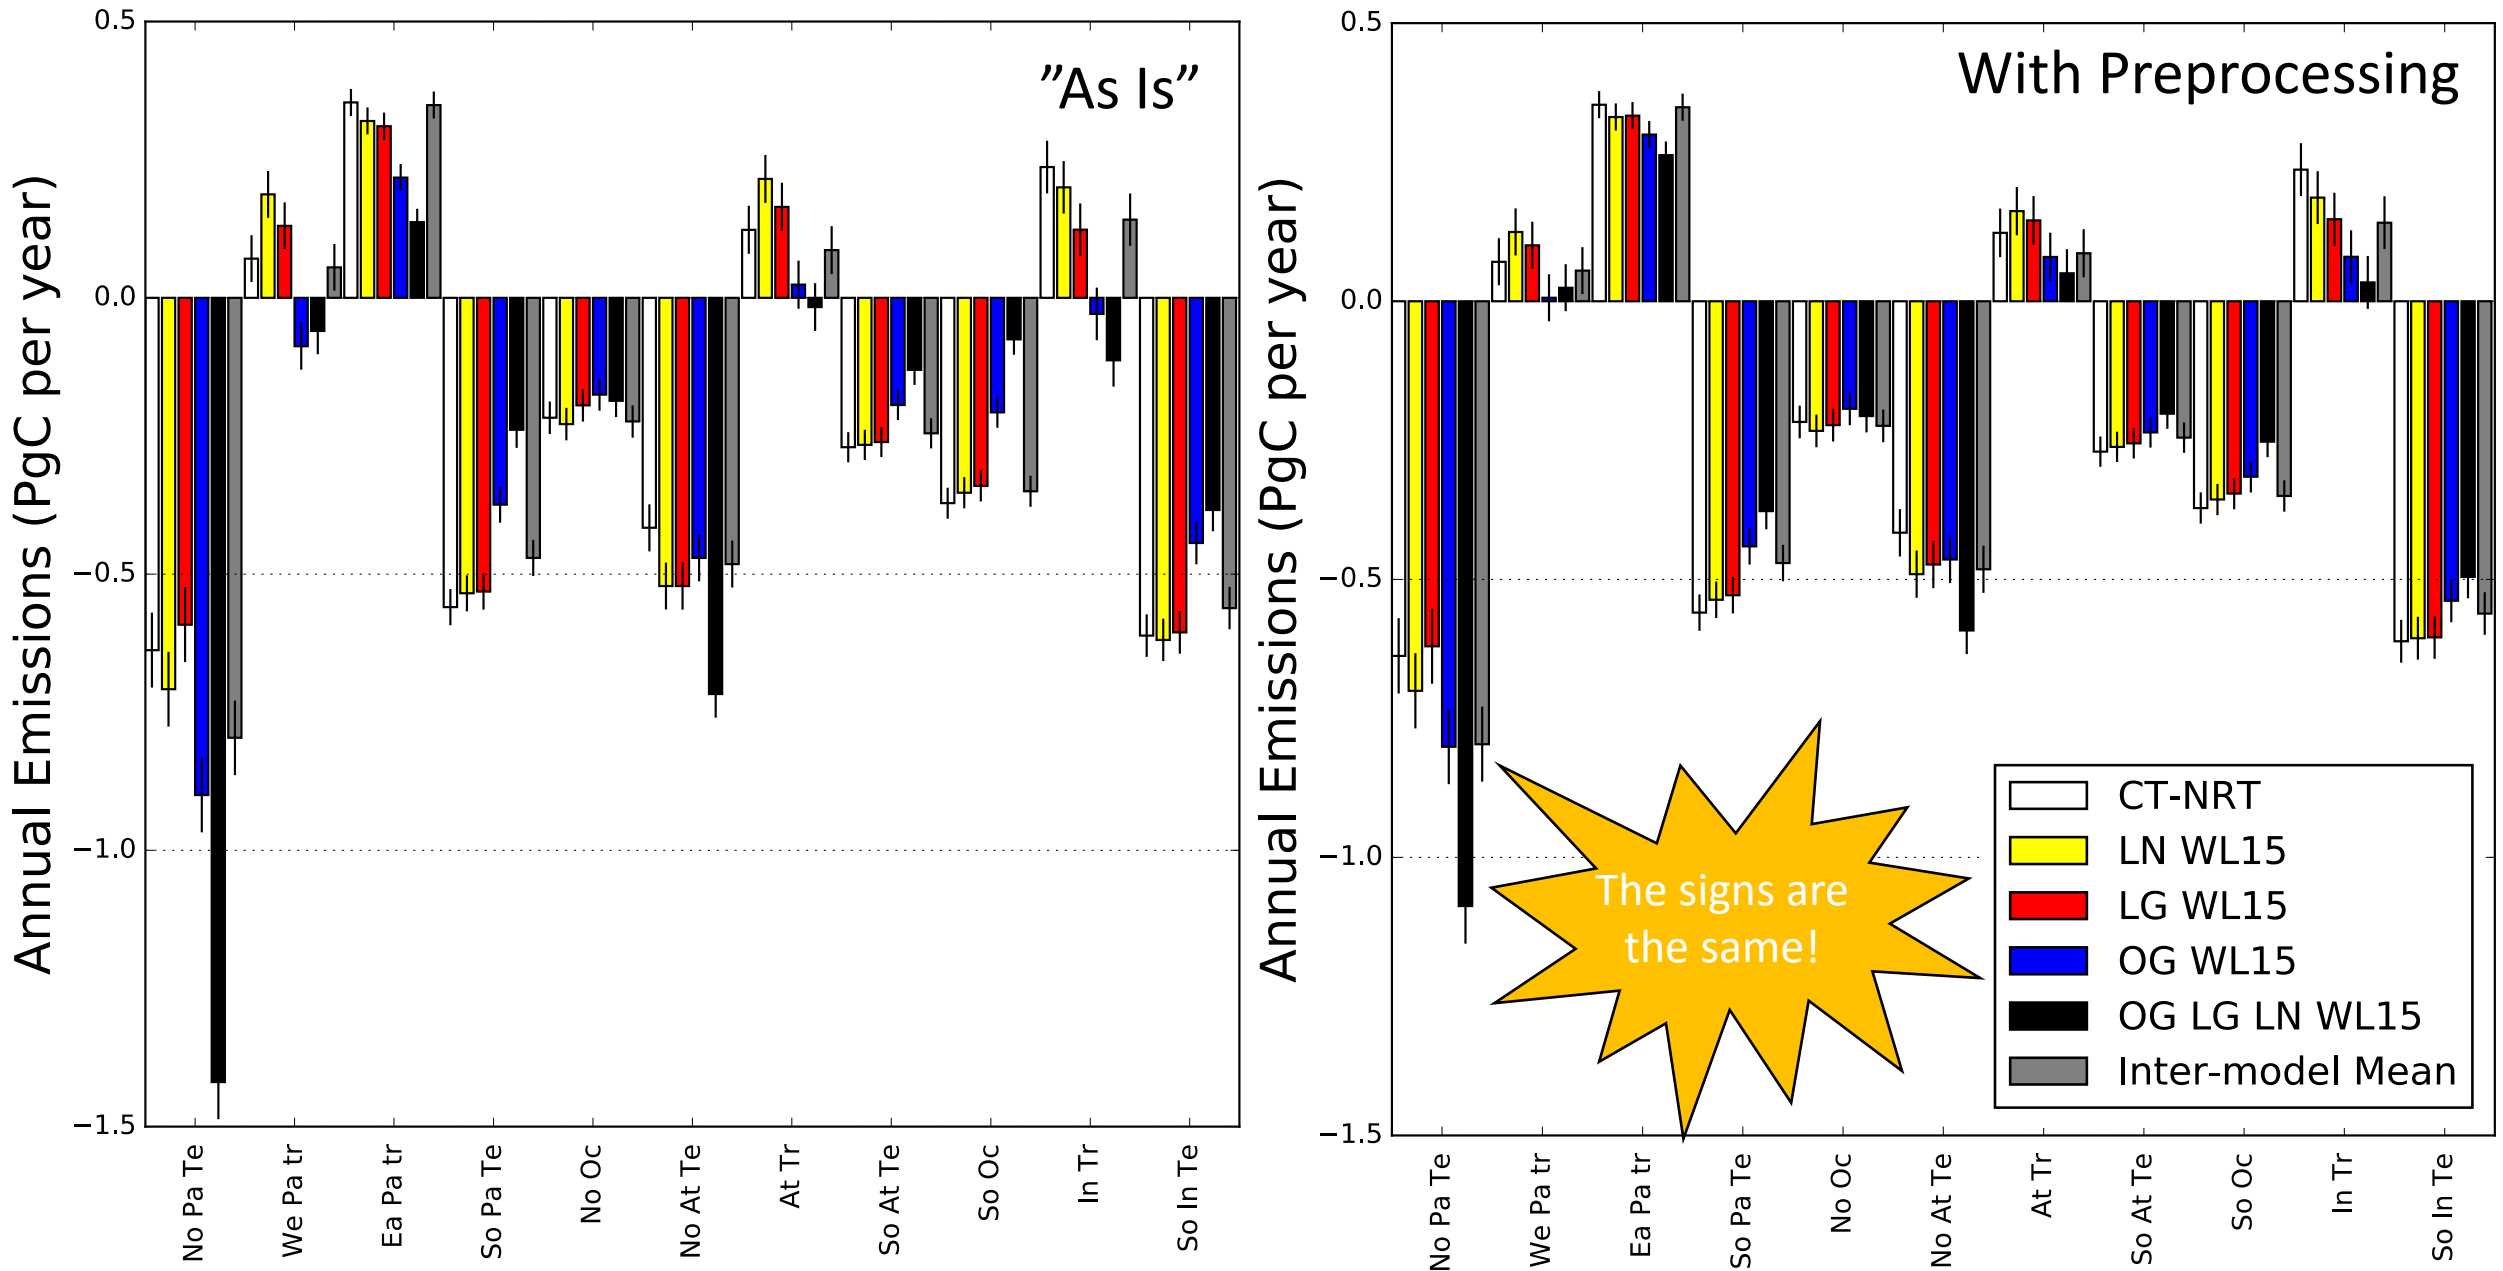 ”As Is”
Annual Emissions (PgC per year)
0.5
0.0
−0.5
−1.0
−1.5
No Pa Te
We Pa tr
Ea Pa tr
So Pa Te
No Oc
No At Te
At Tr
So At Te
So Oc
In Tr
So In Te
With Preprocessing
Annual Emissions (PgC per year)
0.5
0.0
−0.5
−1.0
−1.5
The signs are
the same!
CT-NRT
LN WL15
LG WL15
OG WL15
OG LG LN WL15
Inter-model Mean
No Pa Te
We Pa tr
Ea Pa tr
So Pa Te
No Oc
No At Te
At Tr
So At Te
So Oc
In Tr
So In Te